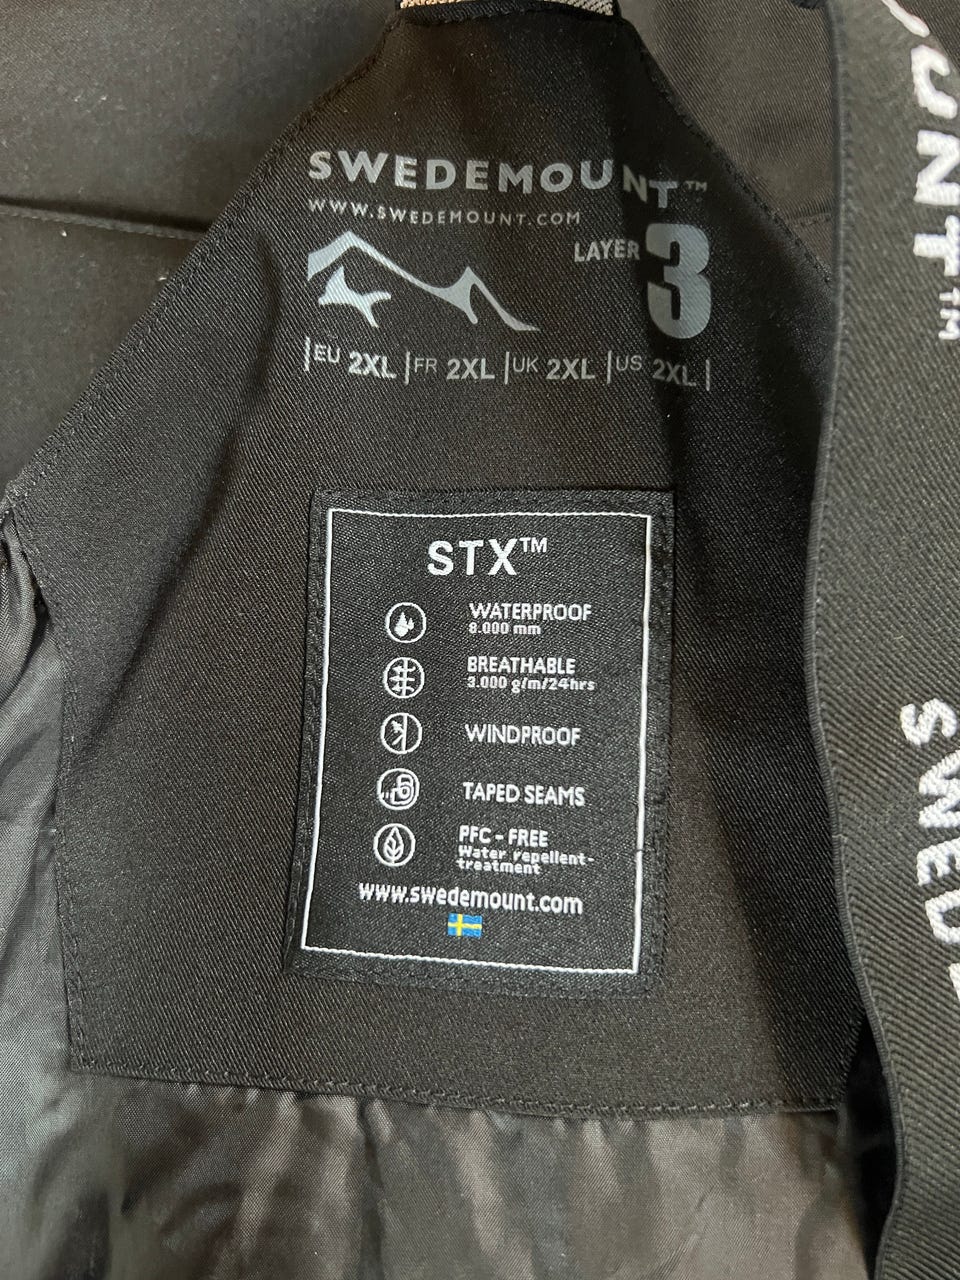 SWEDEMOUNT™
WWW.SWEDEMOUNT.COM
LAYER 3
EU 2XL | FR 2XL | UK 2XL | US 2XL
STX™
WATERPROOF
8.000 mm
BREATHABLE
3.000 g/m/24hrs
WINDPROOF
TAPED SEAMS
PFC - FREE
Water repellent-
treatment
www.swedemount.com
UNT™
SWED